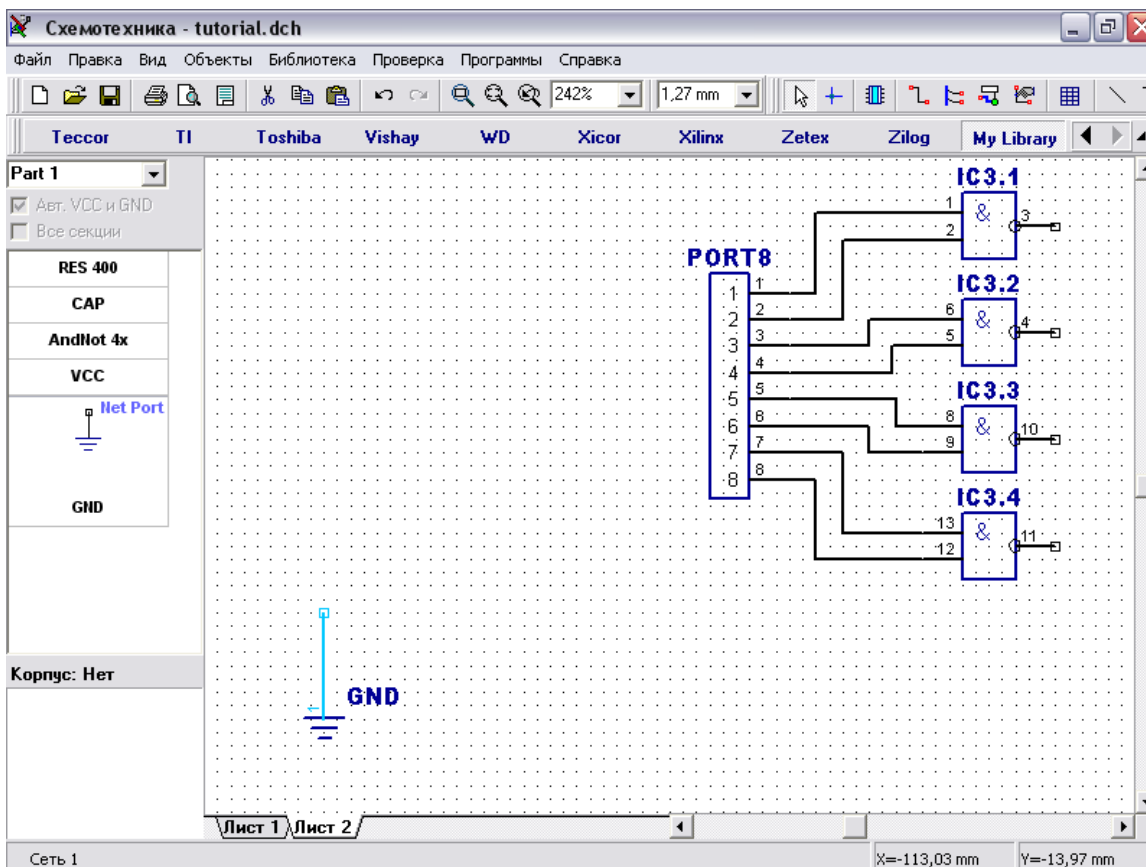 Схемотехника - tutorial.dch
Файл Правка Вид Объекты Библиотека Проверка Программы Справка
242% 1,27 mm
Teccor TI Toshiba Vishay WD Xicor Xilinx Zetex Zilog My Library
Part 1
Авт. VCC и GND
Все секции
RES 400
CAP
AndNot 4x
VCC
Net Port
GND
Корпус: Нет
IC3.1
1
&
3
2
PORT8
1 1
2 2
3 3
4 4
5 5
6 6
7 7
8 8
IC3.2
6
&
4
5
IC3.3
8
&
10
9
IC3.4
13
&
11
12
1
GND
Лист 1 Лист 2
Сеть 1 X=-113,03 mm Y=-13,97 mm